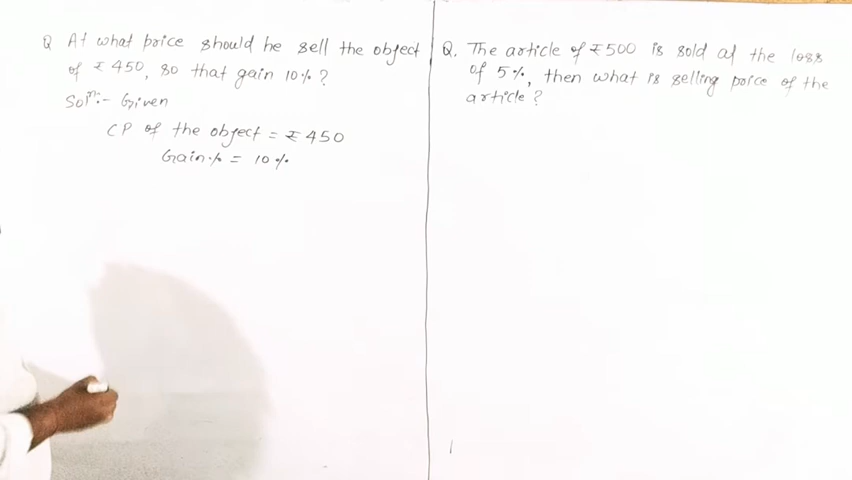 Q At what price should he sell the object
of ₹ 450, so that gain 10%?
Solⁿ:- Given
CP of the object = ₹ 450
Gain% = 10%
Q. The article of ₹500 is sold at the loss
of 5%, then what is selling price of the
article?